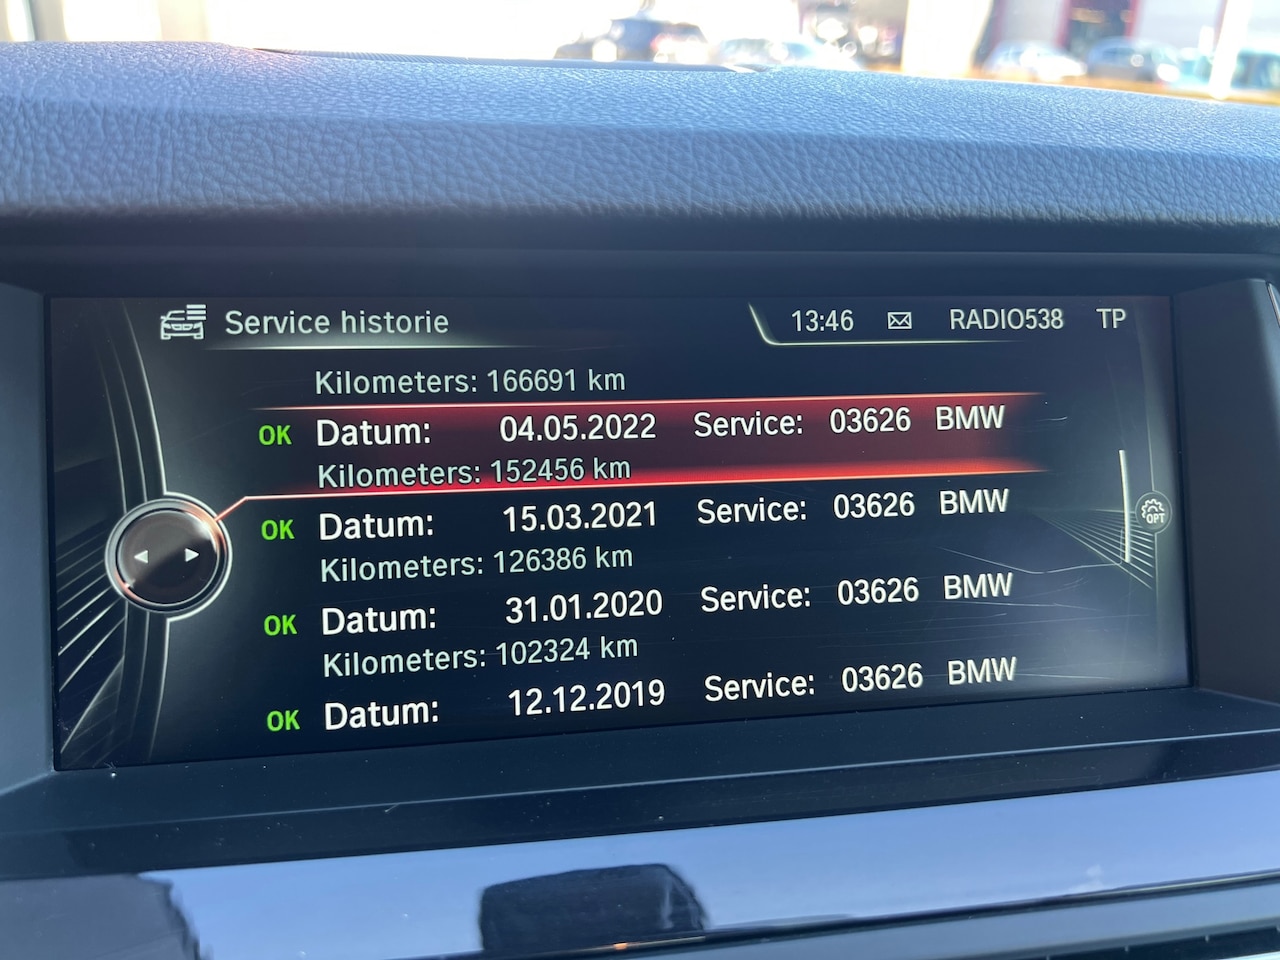 Service historie 13:46 RADIO538 TP
Kilometers: 166691 km
OK Datum: 04.05.2022 Service: 03626 BMW
Kilometers: 152456 km
OK Datum: 15.03.2021 Service: 03626 BMW
Kilometers: 126386 km
OK Datum: 31.01.2020 Service: 03626 BMW
Kilometers: 102324 km
OK Datum: 12.12.2019 Service: 03626 BMW
OPT